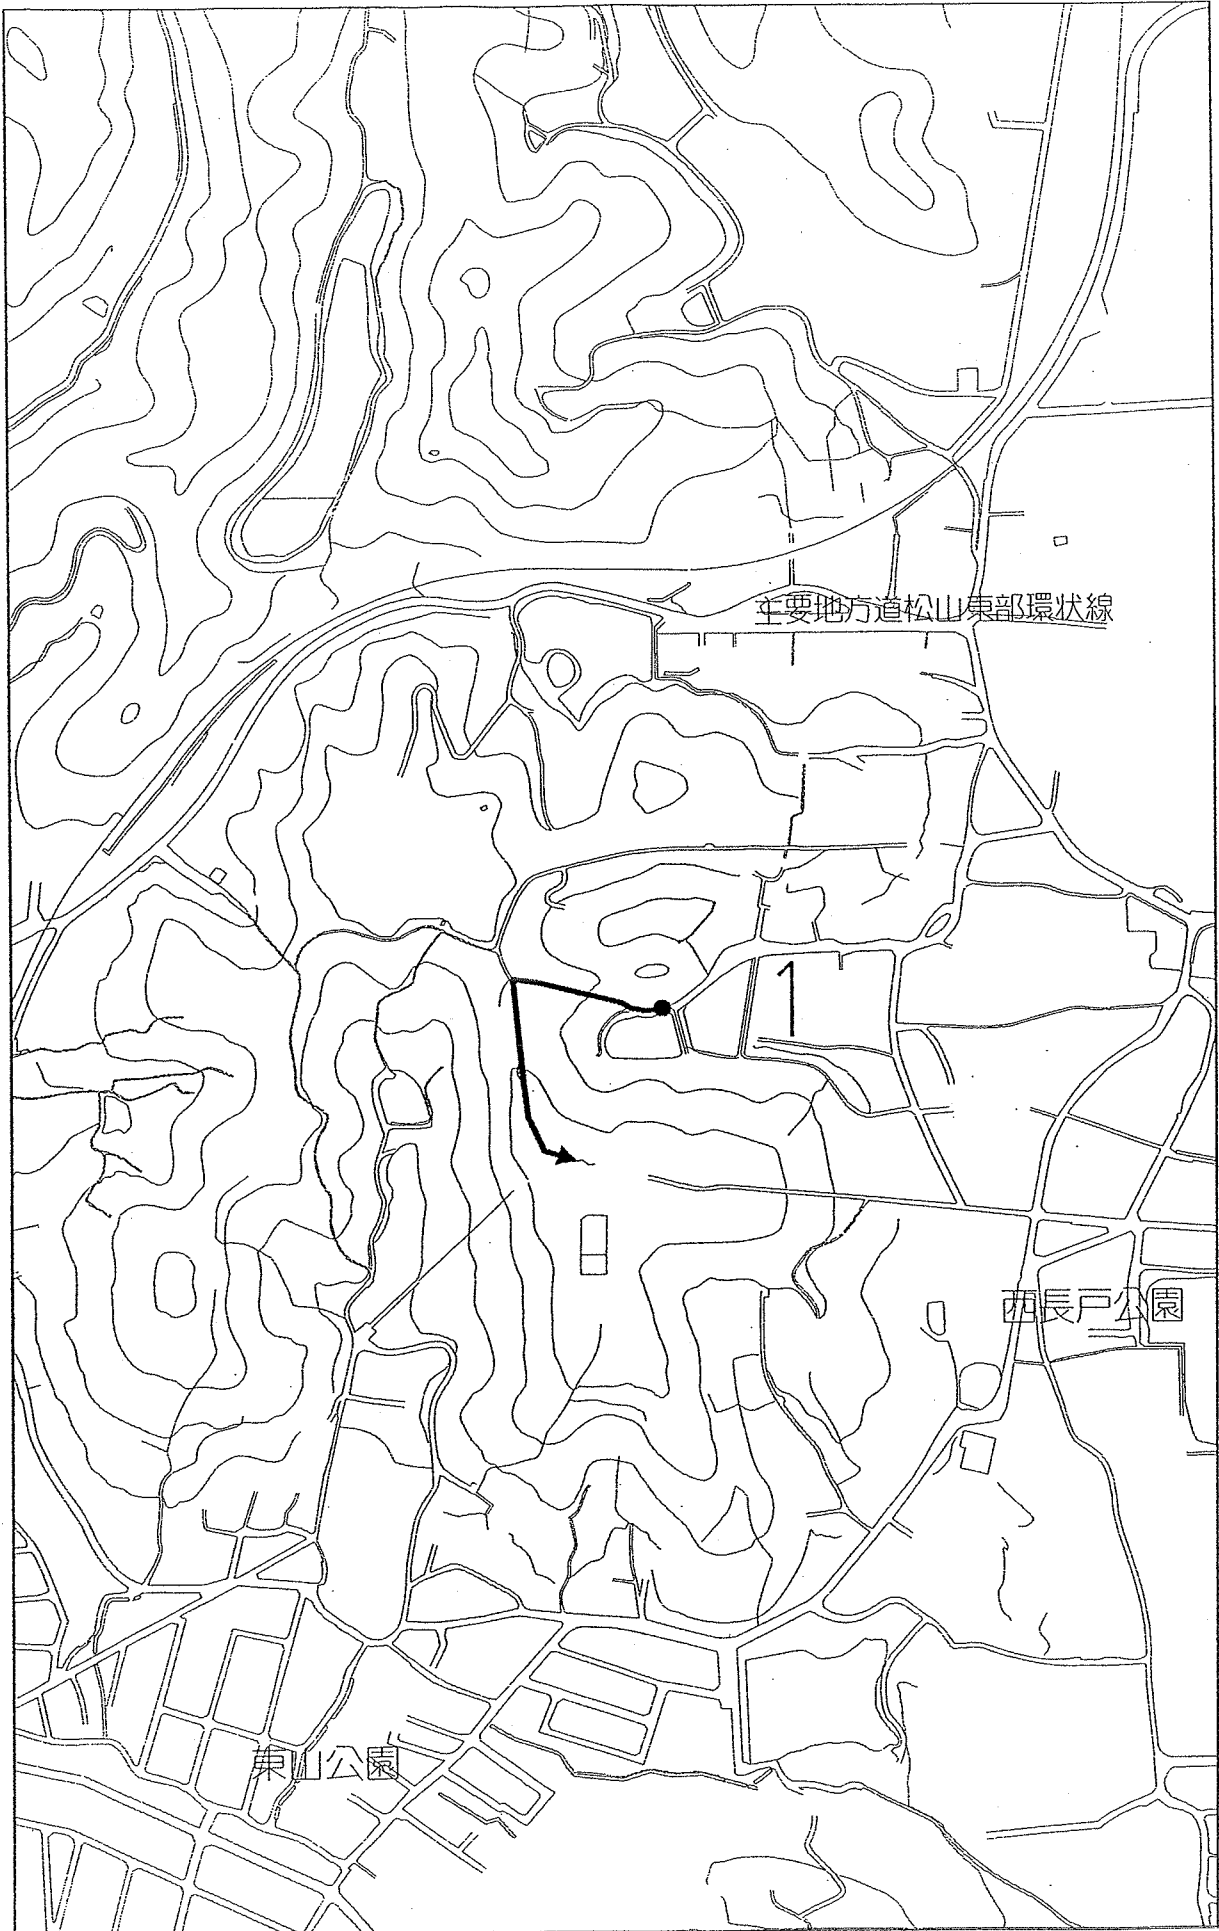 主要地方道松山東部環状線
1
西長戸公園
東山公園